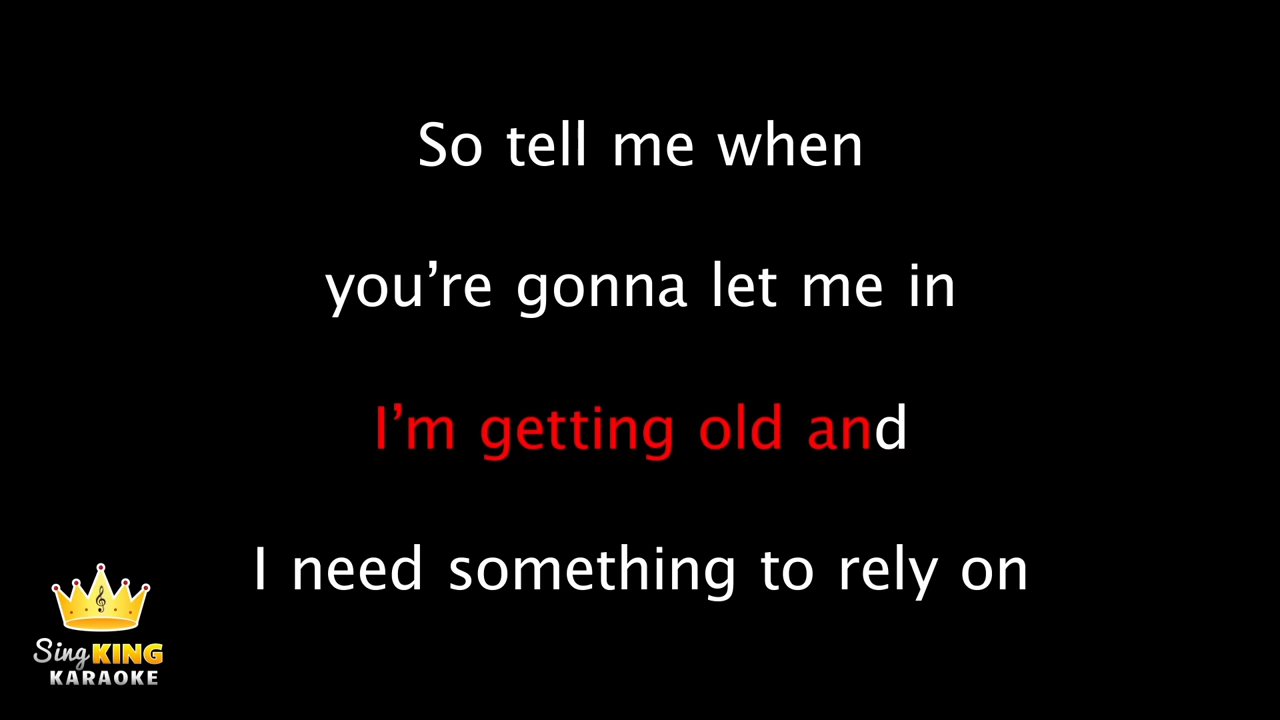 So tell me when
you’re gonna let me in
I’m getting old and
I need something to rely on
Sing KING
KARAOKE